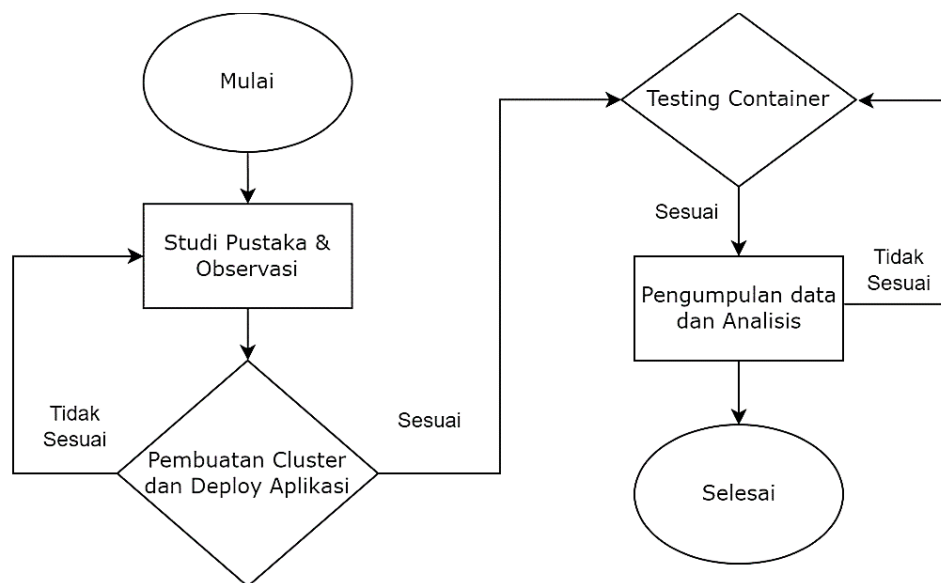 Mulai
Studi Pustaka &
Observasi
Tidak
Sesuai
Pembuatan Cluster
dan Deploy Aplikasi
Sesuai
Testing Container
Sesuai
Pengumpulan data
dan Analisis
Tidak
Sesuai
Selesai